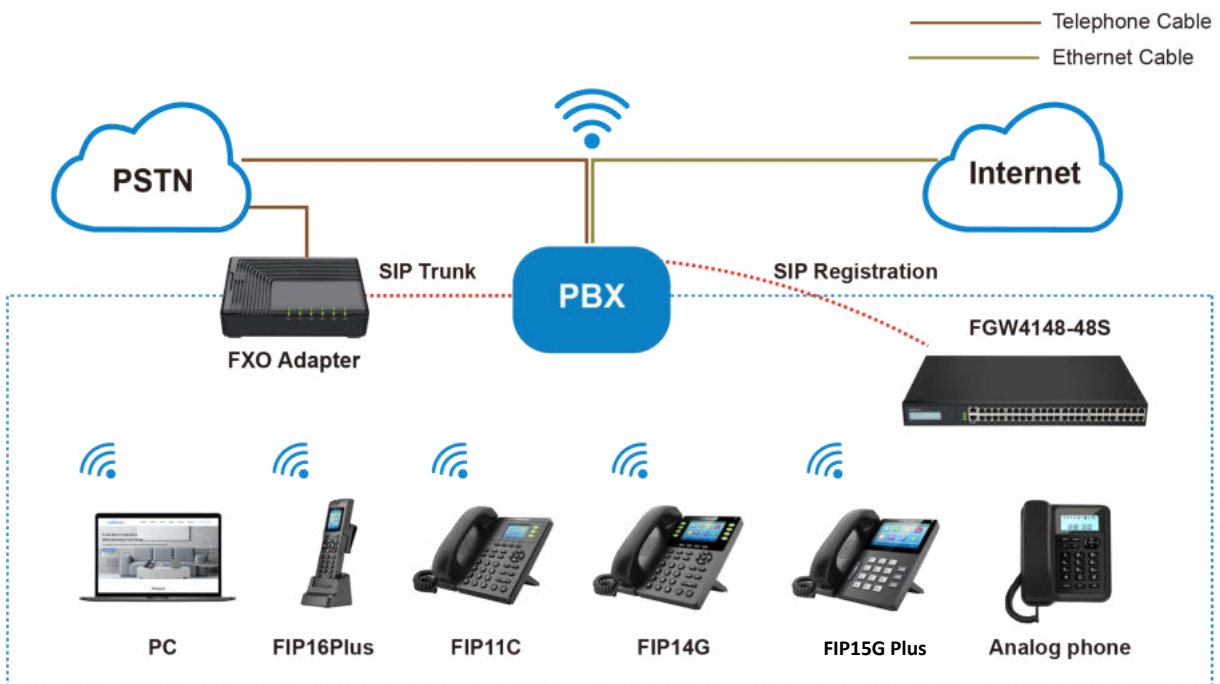 Telephone Cable
Ethernet Cable
PSTN
Internet
SIP Trunk
PBX
SIP Registration
FXO Adapter
FGW4148-48S
PC
FIP16Plus
FIP11C
FIP14G
FIP15G Plus
Analog phone